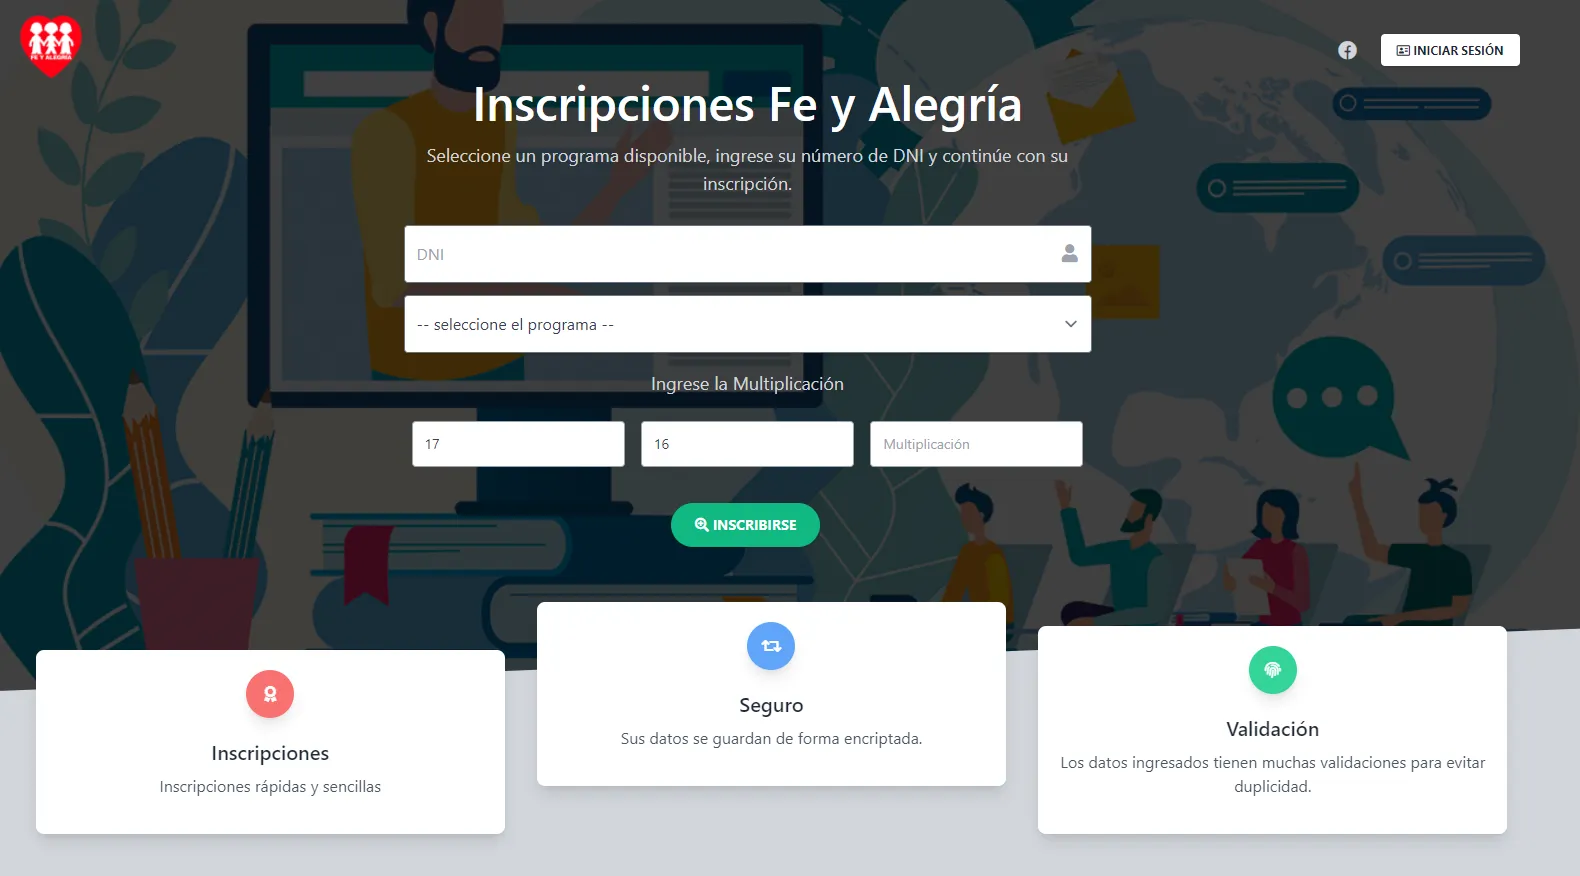 FE Y ALEGRÍA
INICIAR SESIÓN
Inscripciones Fe y Alegría
Seleccione un programa disponible, ingrese su número de DNI y continúe con su
inscripción.
DNI
-- seleccione el programa --
Ingrese la Multiplicación
17
16
Multiplicación
INSCRIBIRSE
Inscripciones
Inscripciones rápidas y sencillas
Seguro
Sus datos se guardan de forma encriptada.
Validación
Los datos ingresados tienen muchas validaciones para evitar
duplicidad.